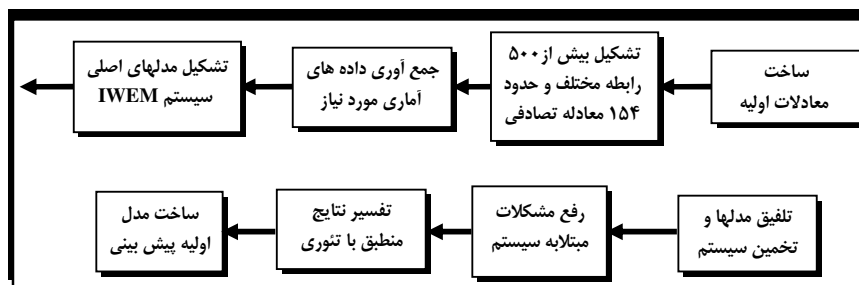 ساخت
معادلات اولیه
تشکیل بیش از ۵۰۰
رابطه مختلف و حدود
۱۵۴ معادله تصادفی
جمع آوری داده های
آماری مورد نیاز
تشکیل مدلهای اصلی
سیستم IWEM
تلفیق مدلها و
تخمین سیستم
رفع مشکلات
مبتلابه سیستم
تفسیر نتایج
منطبق با تئوری
ساخت مدل
اولیه پیش بینی